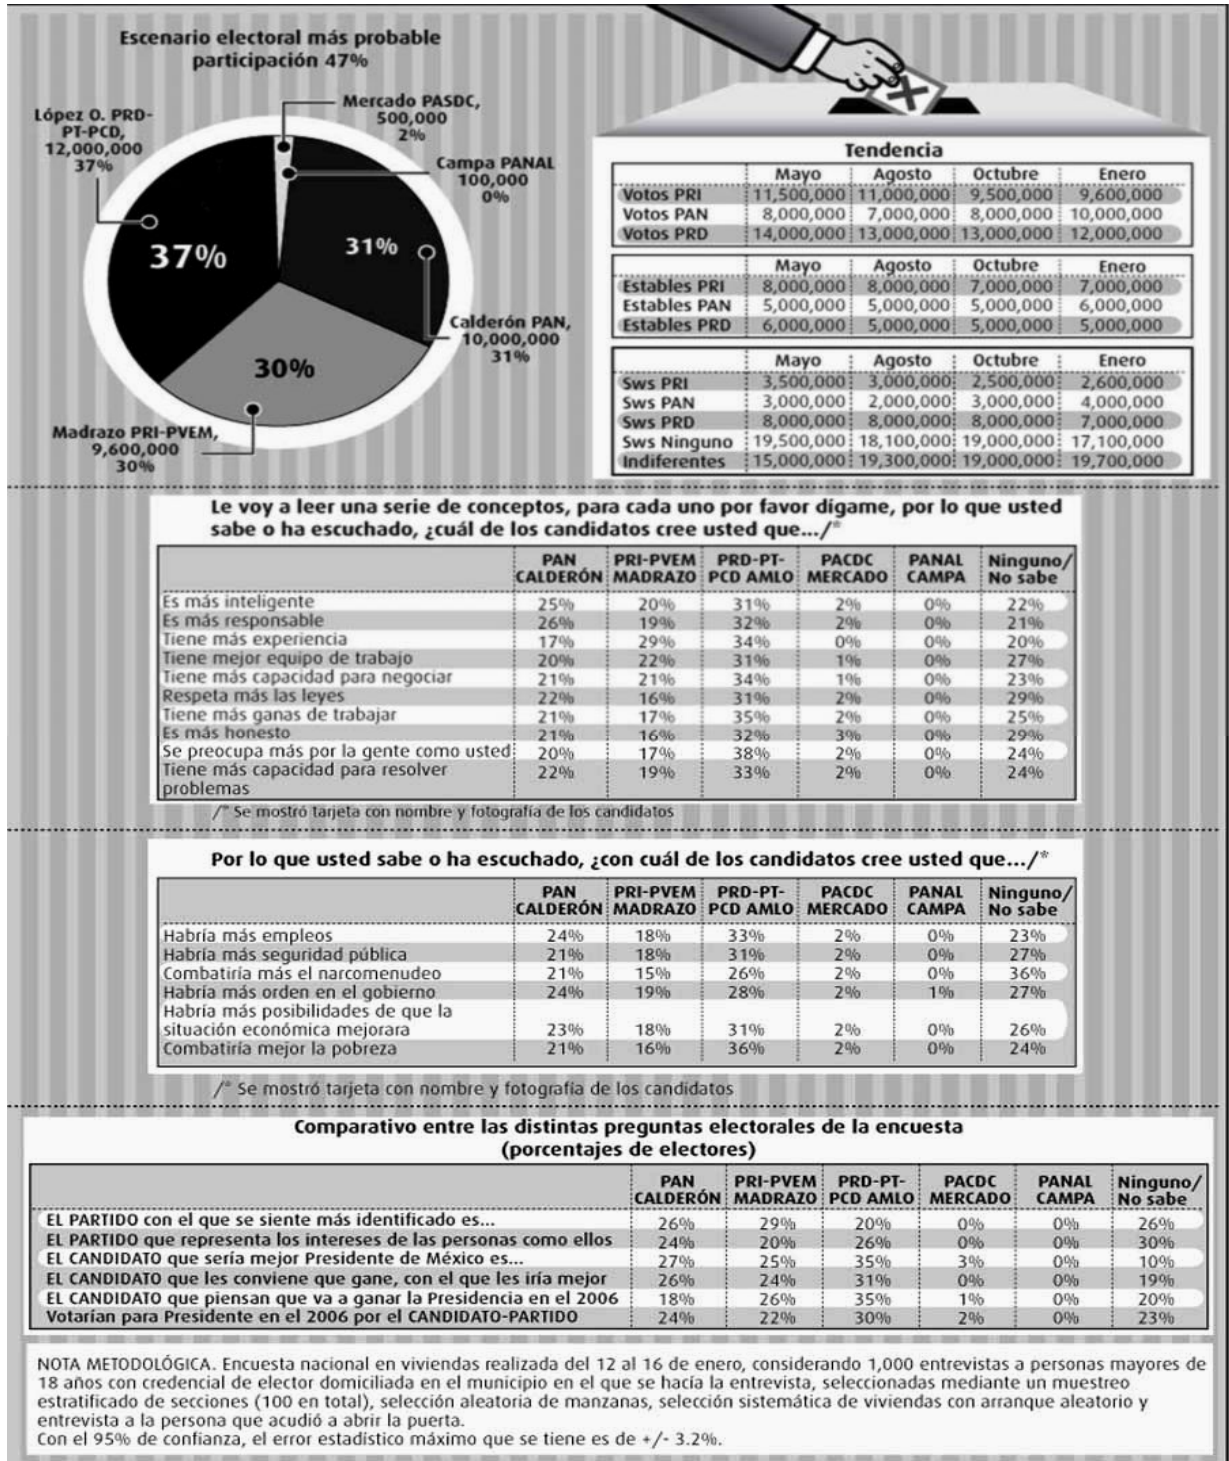 Escenario electoral más probable
participación 47%
López O. PRD-
PT-PCD,
12,000,000
37%
Mercado PASDC,
500,000
2%
Campa PANAL
100,000
0%
37%
31%
30%
Calderón PAN,
10,000,000
31%
Madrazo PRI-PVEM,
9,600,000
30%
Tendencia
Mayo Agosto Octubre Enero
Votos PRI 11,500,000 11,000,000 9,500,000 9,600,000
Votos PAN 8,000,000 7,000,000 8,000,000 10,000,000
Votos PRD 14,000,000 13,000,000 13,000,000 12,000,000
Mayo Agosto Octubre Enero
Estables PRI 8,000,000 8,000,000 7,000,000 7,000,000
Estables PAN 5,000,000 5,000,000 5,000,000 6,000,000
Estables PRD 6,000,000 5,000,000 5,000,000 5,000,000
Mayo Agosto Octubre Enero
Sws PRI 3,500,000 3,000,000 2,500,000 2,600,000
Sws PAN 3,000,000 2,000,000 3,000,000 4,000,000
Sws PRD 8,000,000 8,000,000 8,000,000 7,000,000
Sws Ninguno 19,500,000 18,100,000 19,000,000 17,100,000
Indiferentes 15,000,000 19,300,000 19,000,000 19,700,000
Le voy a leer una serie de conceptos, para cada uno por favor dígame, por lo que usted
sabe o ha escuchado, ¿cuál de los candidatos cree usted que.../*
PAN PRI-PVEM PRD-PT- PACDC PANAL Ninguno/
CALDERÓN MADRAZO PCD AMLO MERCADO CAMPA No sabe
Es más inteligente 25% 20% 31% 2% 0% 22%
Es más responsable 26% 19% 32% 2% 0% 21%
Tiene más experiencia 17% 29% 34% 0% 0% 20%
Tiene mejor equipo de trabajo 20% 22% 31% 1% 0% 27%
Tiene más capacidad para negociar 21% 21% 34% 1% 0% 23%
Respeta más las leyes 22% 16% 31% 2% 0% 29%
Tiene más ganas de trabajar 21% 17% 35% 2% 0% 25%
Es más honesto 21% 16% 32% 3% 0% 29%
Se preocupa más por la gente como usted 20% 17% 38% 2% 0% 24%
Tiene más capacidad para resolver 22% 19% 33% 2% 0% 24%
problemas
/* Se mostró tarjeta con nombre y fotografía de los candidatos
Por lo que usted sabe o ha escuchado, ¿con cuál de los candidatos cree usted que.../*
PAN PRI-PVEM PRD-PT- PACDC PANAL Ninguno/
CALDERÓN MADRAZO PCD AMLO MERCADO CAMPA No sabe
Habría más empleos 24% 18% 33% 2% 0% 23%
Habría más seguridad pública 21% 18% 31% 2% 0% 27%
Combatiría más el narcomenudeo 21% 15% 26% 2% 0% 36%
Habría más orden en el gobierno 24% 19% 28% 2% 1% 27%
Habría más posibilidades de que la
situación económica mejorara 23% 18% 31% 2% 0% 26%
Combatiría mejor la pobreza 21% 16% 36% 2% 0% 24%
/* Se mostró tarjeta con nombre y fotografía de los candidatos
Comparativo entre las distintas preguntas electorales de la encuesta
(porcentajes de electores)
PAN PRI-PVEM PRD-PT- PACDC PANAL Ninguno/
CALDERÓN MADRAZO PCD AMLO MERCADO CAMPA No sabe
EL PARTIDO con el que se siente más identificado es... 26% 29% 20% 0% 0% 26%
EL PARTIDO que representa los intereses de las personas como ellos 24% 20% 26% 0% 0% 30%
EL CANDIDATO que sería mejor Presidente de México es... 27% 25% 35% 3% 0% 10%
EL CANDIDATO que les conviene que gane, con el que les iría mejor 26% 24% 31% 0% 0% 19%
EL CANDIDATO que piensan que va a ganar la Presidencia en el 2006 18% 26% 35% 1% 0% 20%
Votarían para Presidente en el 2006 por el CANDIDATO-PARTIDO 24% 22% 30% 2% 0% 23%
NOTA METODOLÓGICA. Encuesta nacional en viviendas realizada del 12 al 16 de enero, considerando 1,000 entrevistas a personas mayores de
18 años con credencial de elector domiciliada en el municipio en el que se hacía la entrevista, seleccionadas mediante un muestreo
estratificado de secciones (100 en total), selección aleatoria de manzanas, selección sistemática de viviendas con arranque aleatorio y
entrevista a la persona que acudió a abrir la puerta.
Con el 95% de confianza, el error estadístico máximo que se tiene es de +/- 3.2%.